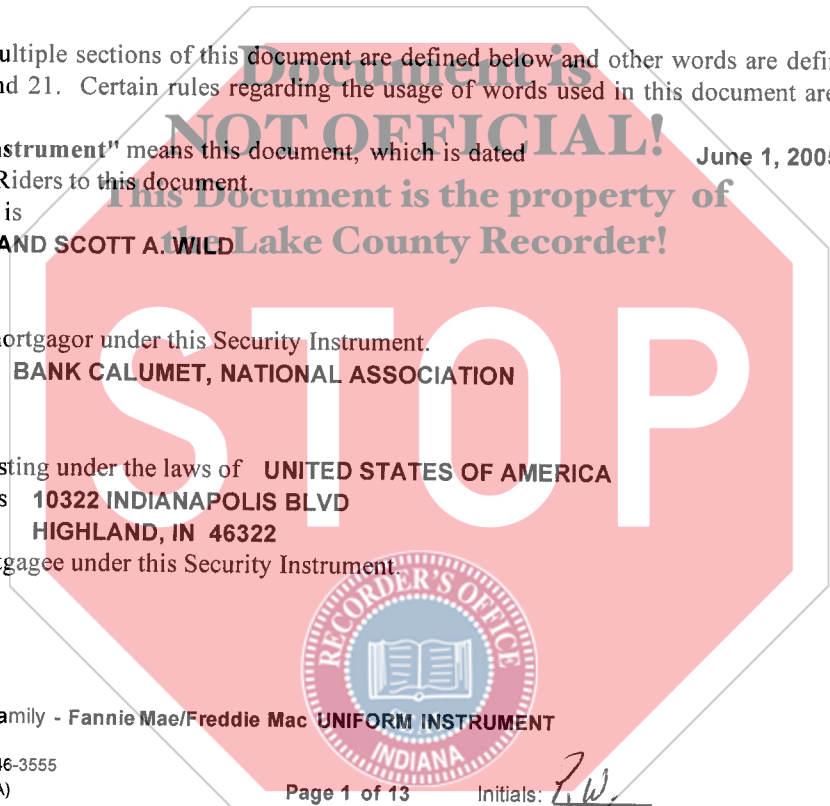 Document is
ultiple sections of this document are defined below and other words are defi
nd 21. Certain rules regarding the usage of words used in this document are
NOT OFFICIAL!
strument" means this document, which is dated June 1, 2005
Riders to this document.
This Document is the property of
is
AND SCOTT A. WILD
the Lake County Recorder!
STOP
ortgagor under this Security Instrument.
BANK CALUMET, NATIONAL ASSOCIATION
sting under the laws of UNITED STATES OF AMERICA
s 10322 INDIANAPOLIS BLVD
HIGHLAND, IN 46322
gagee under this Security Instrument.
RECORDER'S OFFICE
INDIANA
amily - Fannie Mae/Freddie Mac UNIFORM INSTRUMENT
46-3555
A)
Page 1 of 13 Initials: P.W.